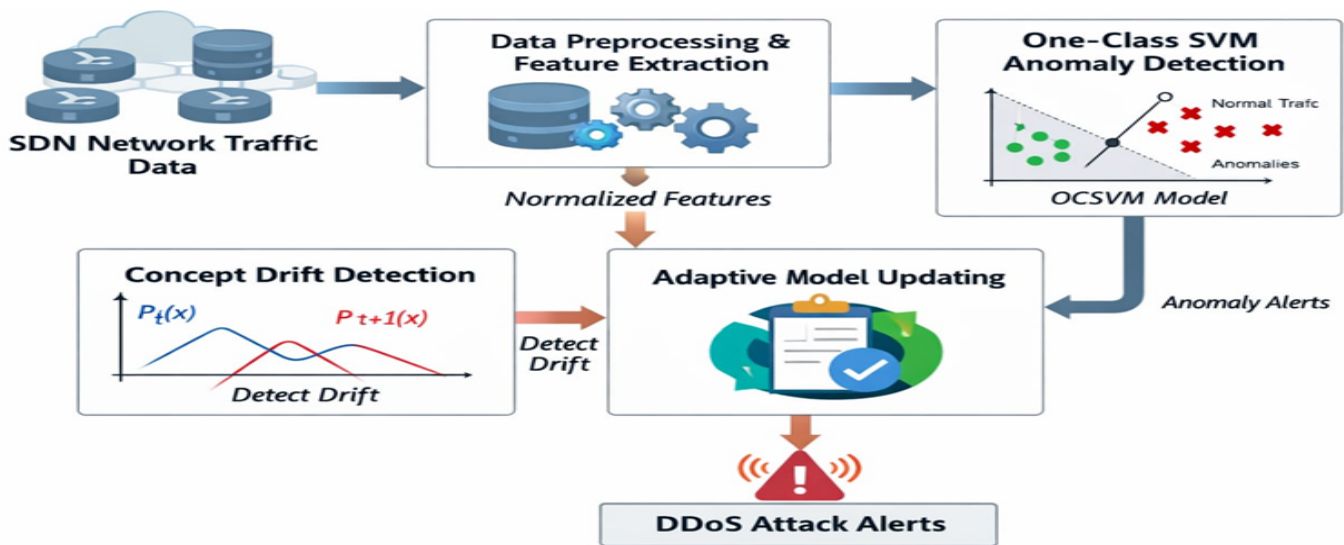 SDN Network Traffic
Data
Data Preprocessing &
Feature Extraction
One-Class SVM
Anomaly Detection
Normal Trafc
Anomalies
OCSVM Model
Normalized Features
Concept Drift Detection
Pt(x)
P t+1(x)
Detect Drift
Detect
Drift
Adaptive Model Updating
Anomaly Alerts
DDoS Attack Alerts